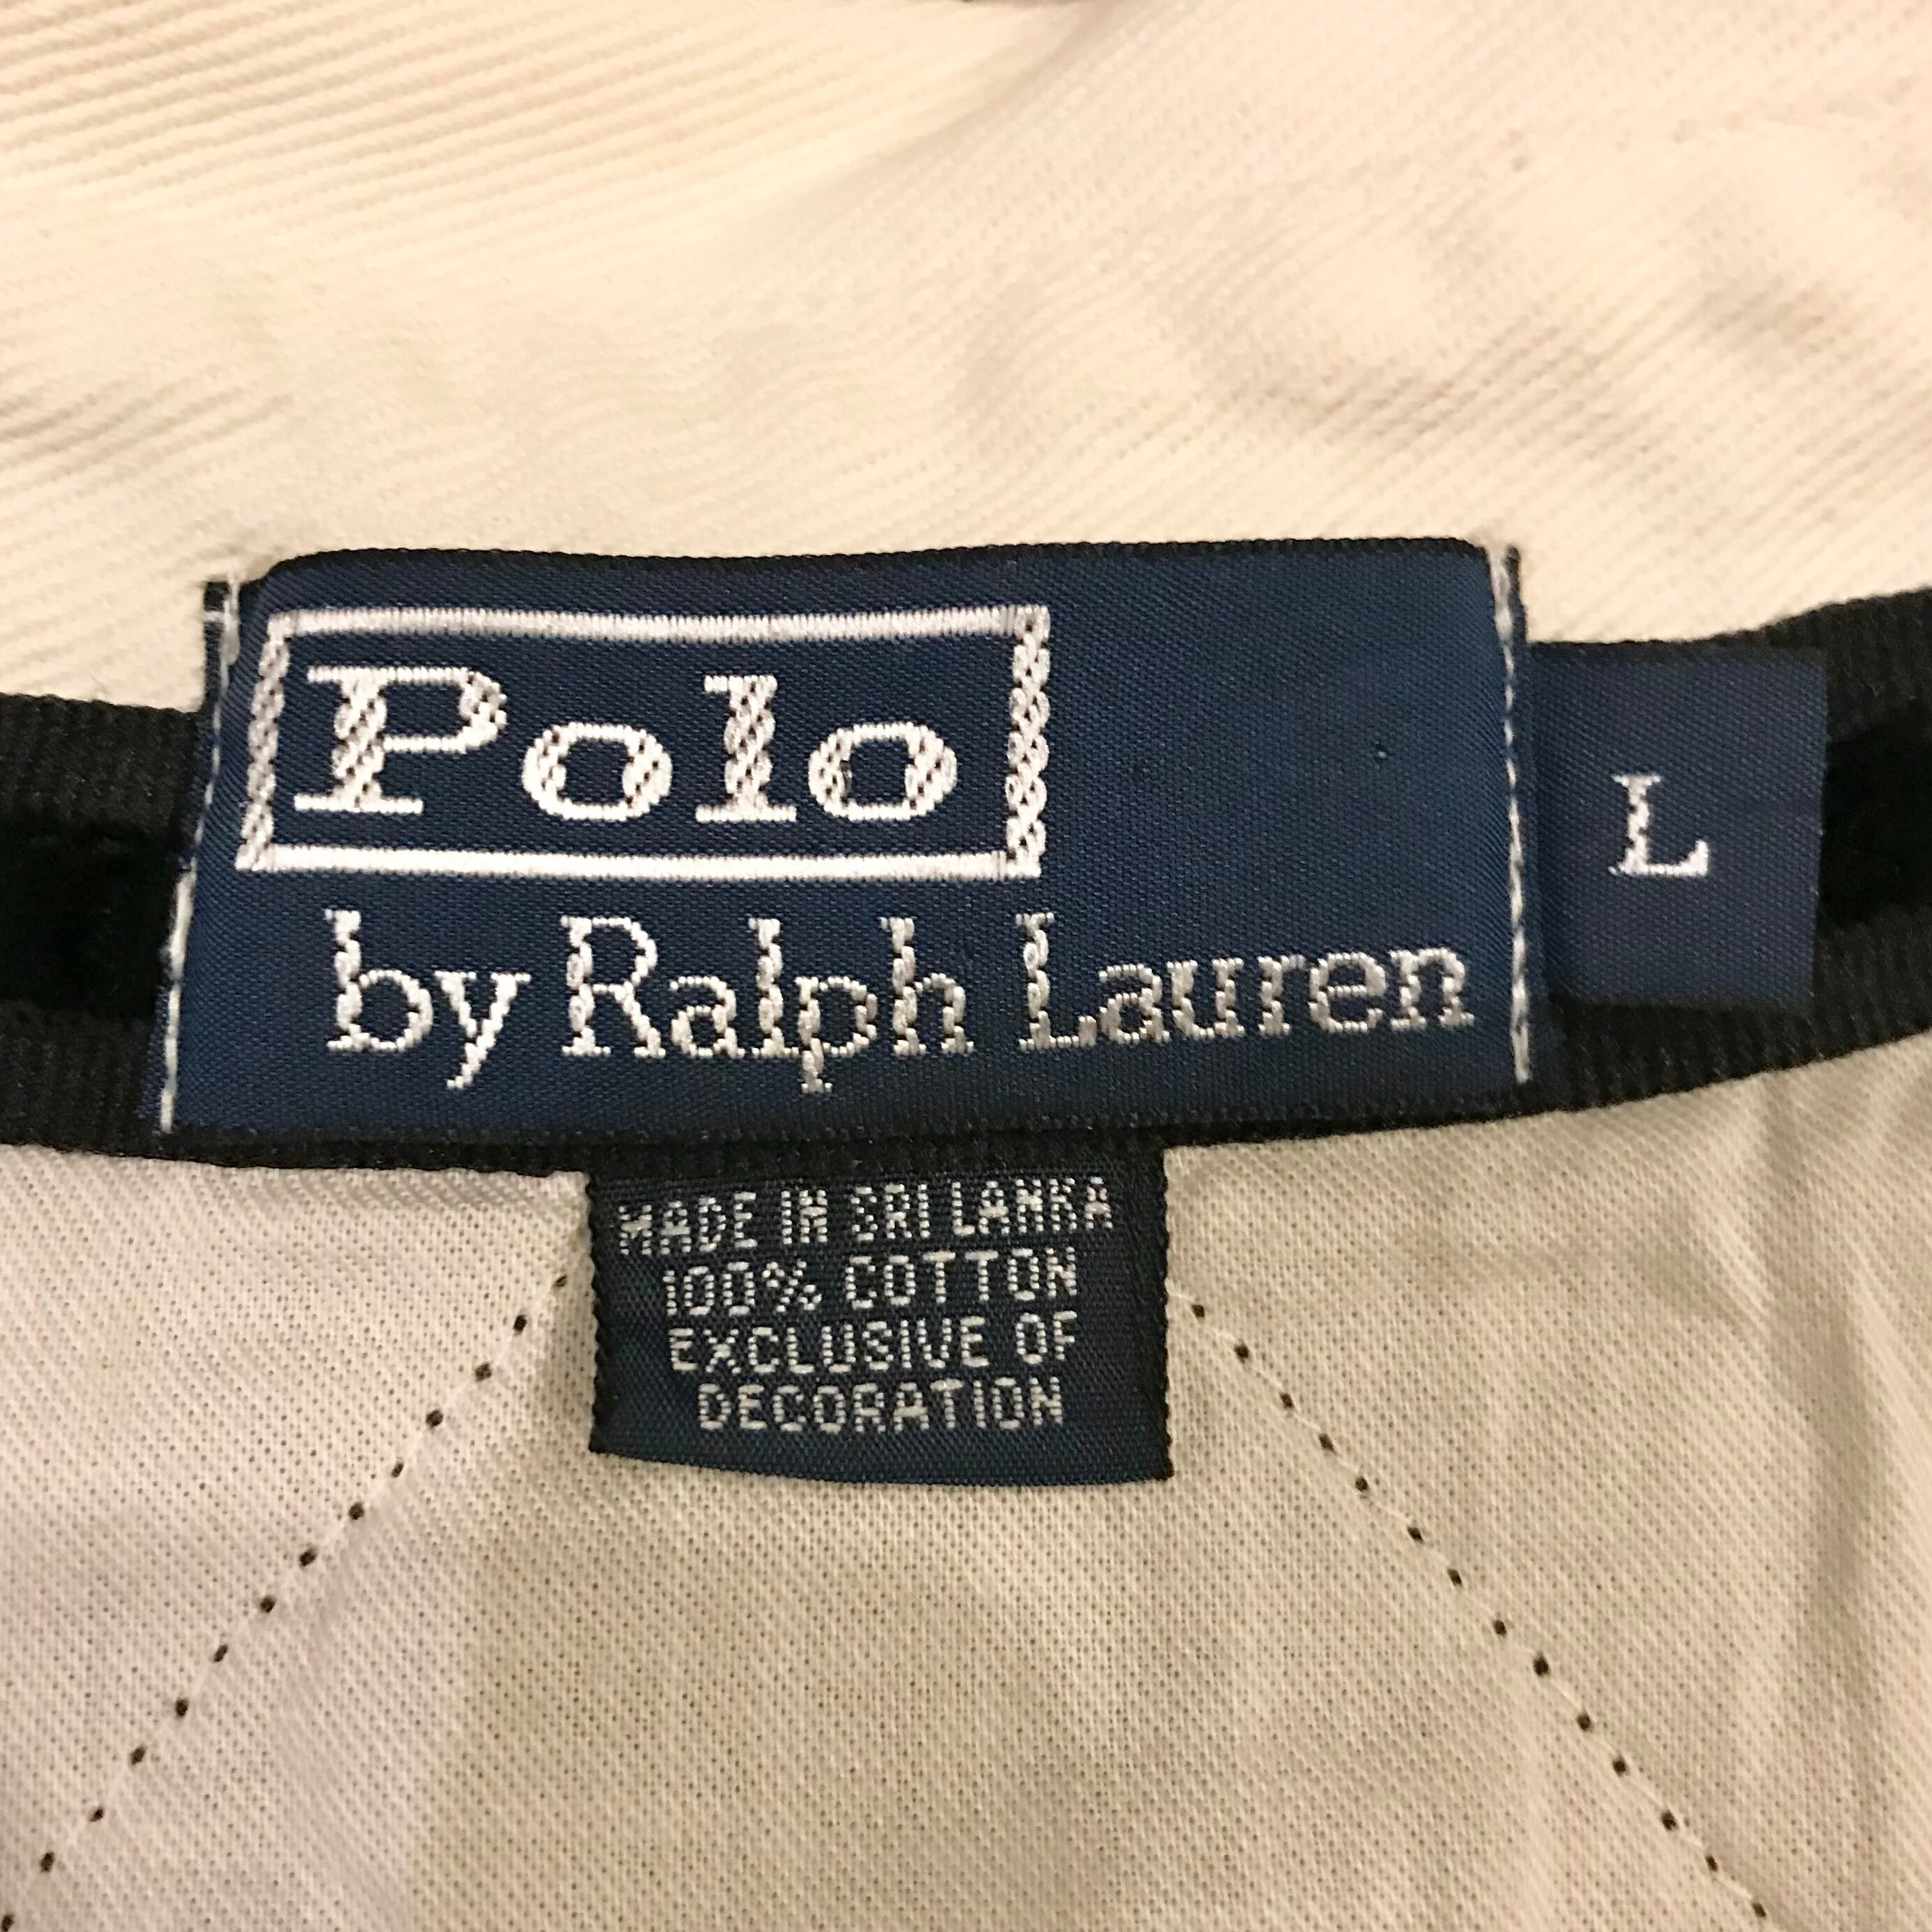 Polo
by Ralph Lauren
L
MADE IN SRI LANKA
100% COTTON
EXCLUSIVE OF
DECORATION